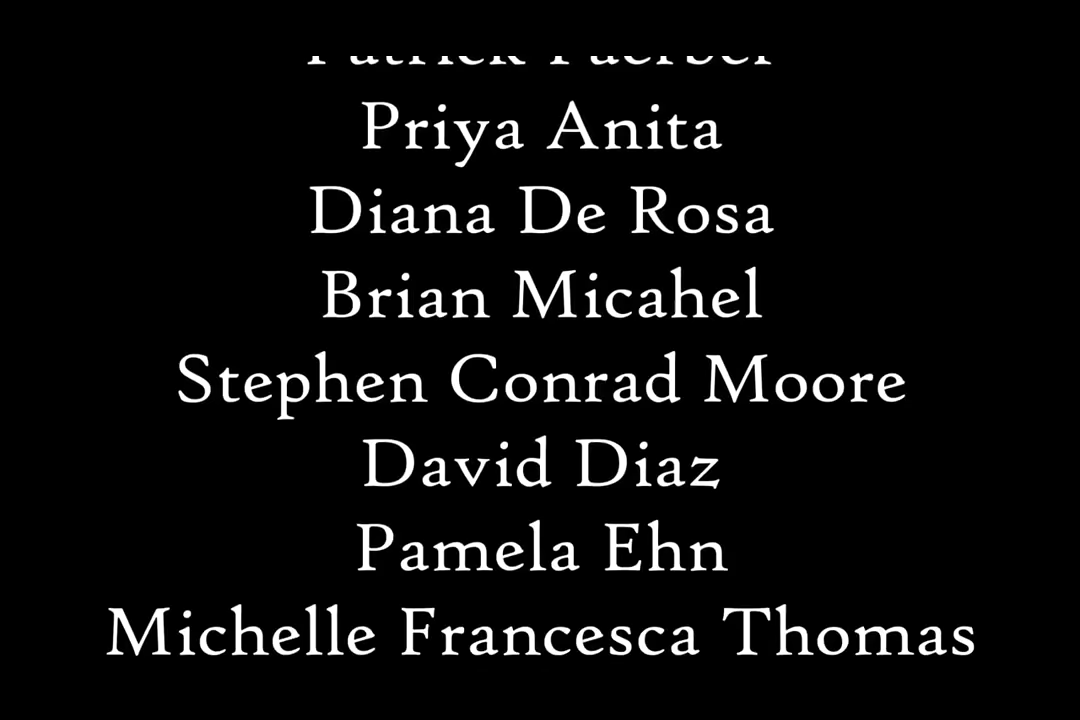 Priya Anita
Diana De Rosa
Brian Micahel
Stephen Conrad Moore
David Diaz
Pamela Ehn
Michelle Francesca Thomas